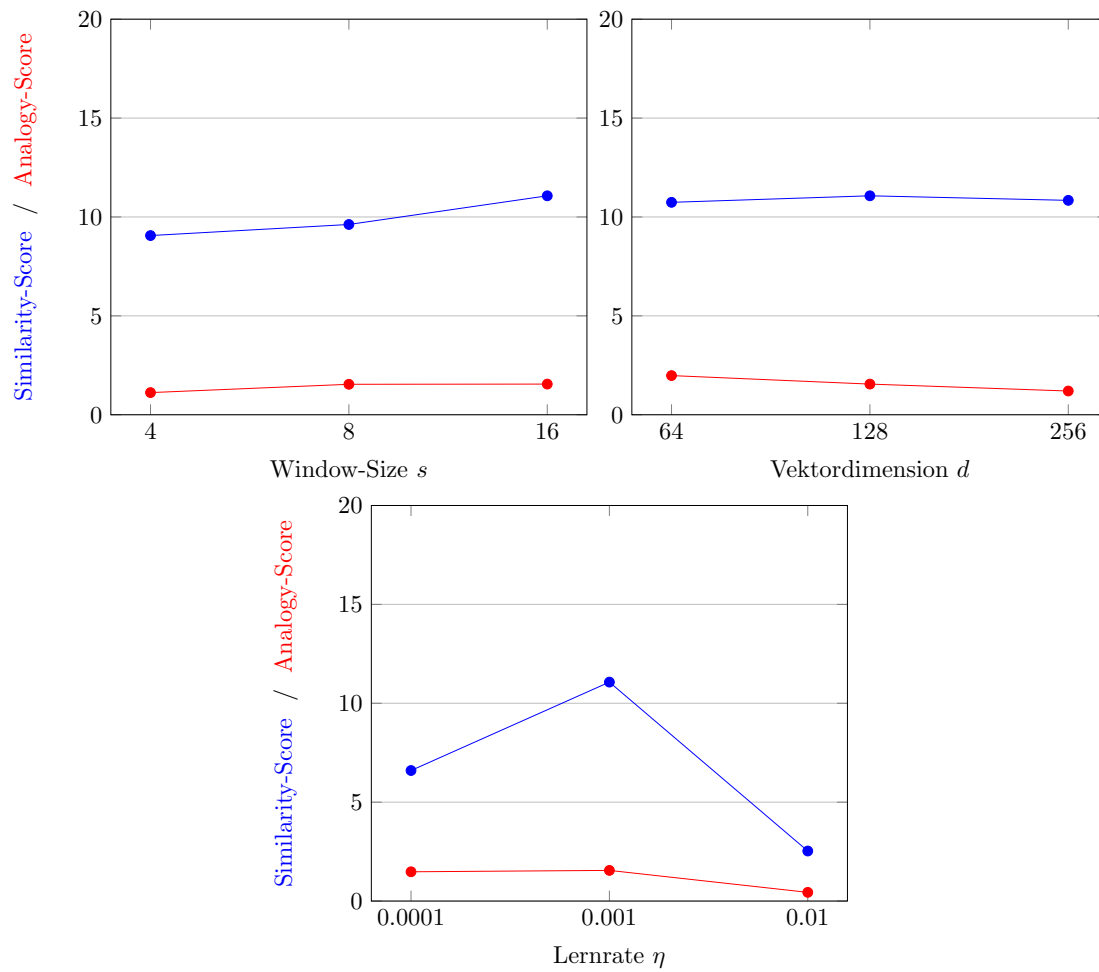 Similarity-Score / Analogy-Score
20
15
10
5
0
4 8 16
Window-Size s
20
15
10
5
0
64 128 256
Vektordimension d
Similarity-Score / Analogy-Score
20
15
10
5
0
0.0001 0.001 0.01
Lernrate η